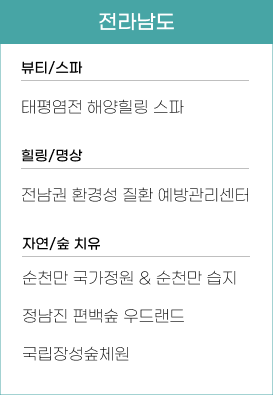 전라남도
뷰티/스파
태평염전 해양힐링 스파
힐링/명상
전남권 환경성 질환 예방관리센터
자연/숲 치유
순천만 국가정원 & 순천만 습지
정남진 편백숲 우드랜드
국립장성숲체원